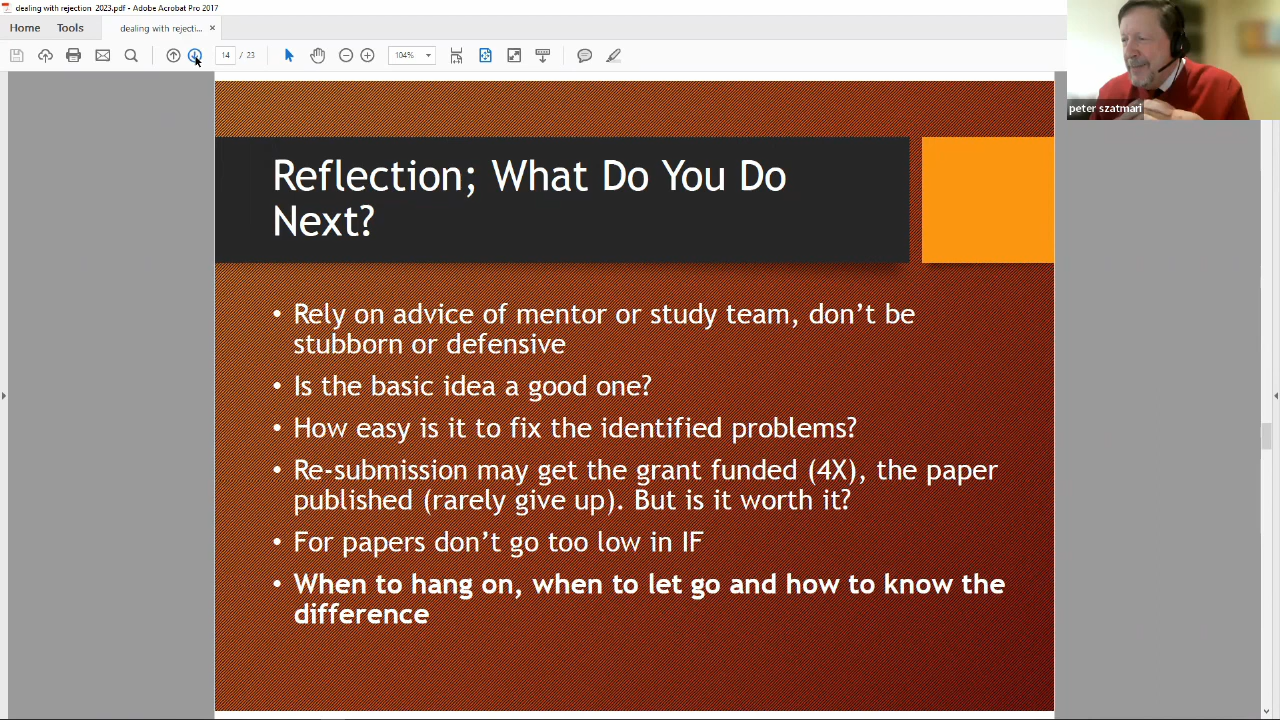 dealing with rejection 2023.pdf - Adobe Acrobat Pro 2017
Home Tools dealing with rejecti... ×
14 / 23 104%
peter szatmari
Reflection; What Do You Do
Next?
• Rely on advice of mentor or study team, don’t be
stubborn or defensive
• Is the basic idea a good one?
• How easy is it to fix the identified problems?
• Re-submission may get the grant funded (4X), the paper
published (rarely give up). But is it worth it?
• For papers don’t go too low in IF
• When to hang on, when to let go and how to know the
difference